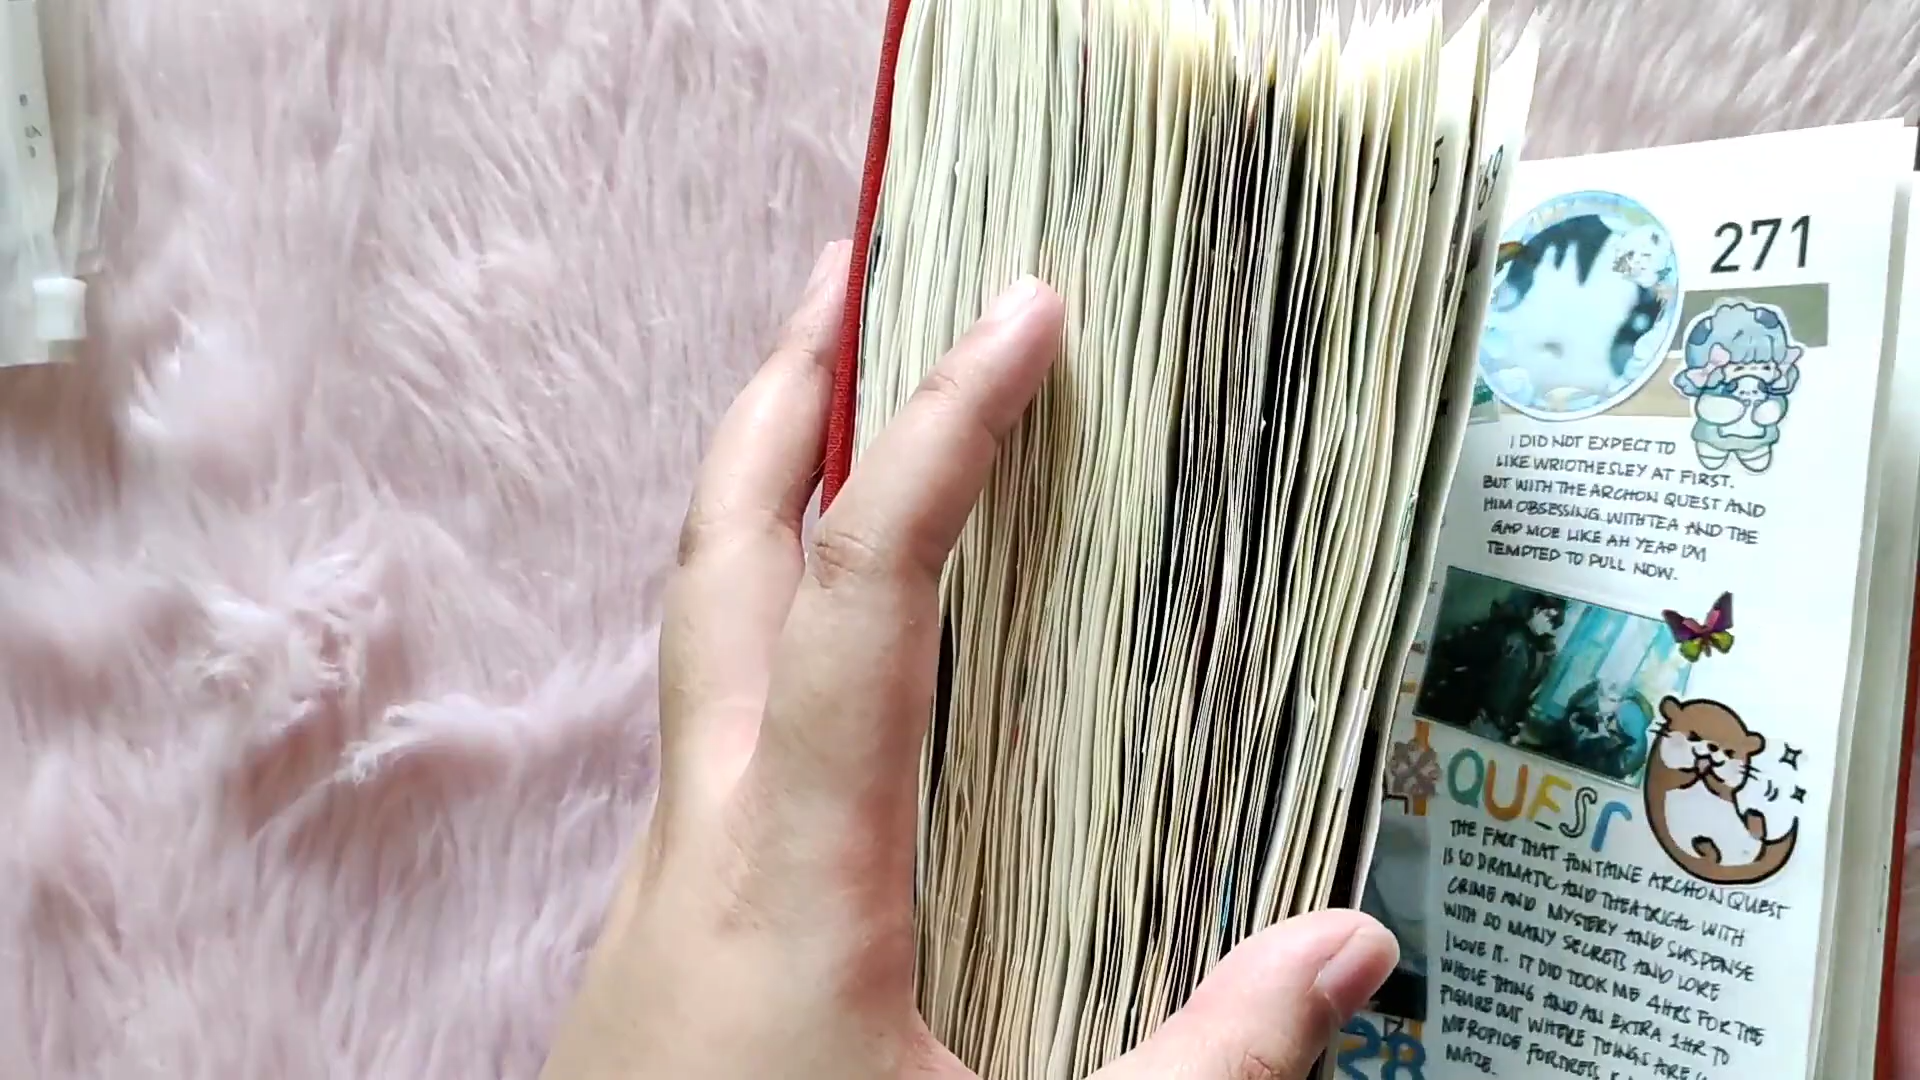 69
271
I DID NOT EXPECT TO
LIKE WRIOTHESLEY AT FIRST.
BUT WITH THE ARCHON QUEST AND
HIM OBSESSING WITH TEA AND THE
GAP MOE LIKE AH YEAP I'M
TEMPTED TO PULL NOW.
QUEST
THE FACT THAT FONTAINE ARCHON QUEST
IS SO DRAMATIC AND THEATRICAL WITH
CRIME AND MYSTERY AND SUSPENSE
WITH SO MANY SECRETS AND LORE
I LOVE IT. IT DID TOOK ME 4HRS FOR THE
WHOLE THING AND AN EXTRA 1HR TO
FIGURE OUT WHERE THINGS ARE
MEROPIDE FORTRESS
MAZE.
28